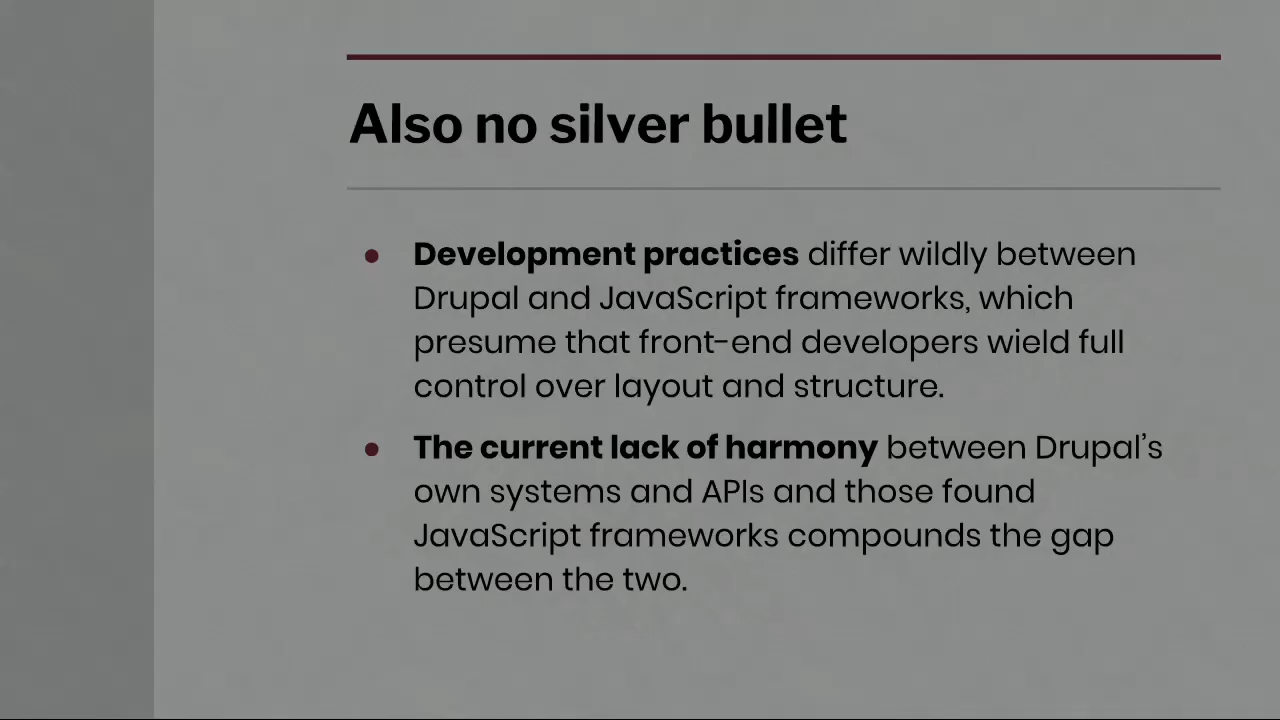 Also no silver bullet
• Development practices differ wildly between
Drupal and JavaScript frameworks, which
presume that front-end developers wield full
control over layout and structure.
• The current lack of harmony between Drupal’s
own systems and APIs and those found
JavaScript frameworks compounds the gap
between the two.